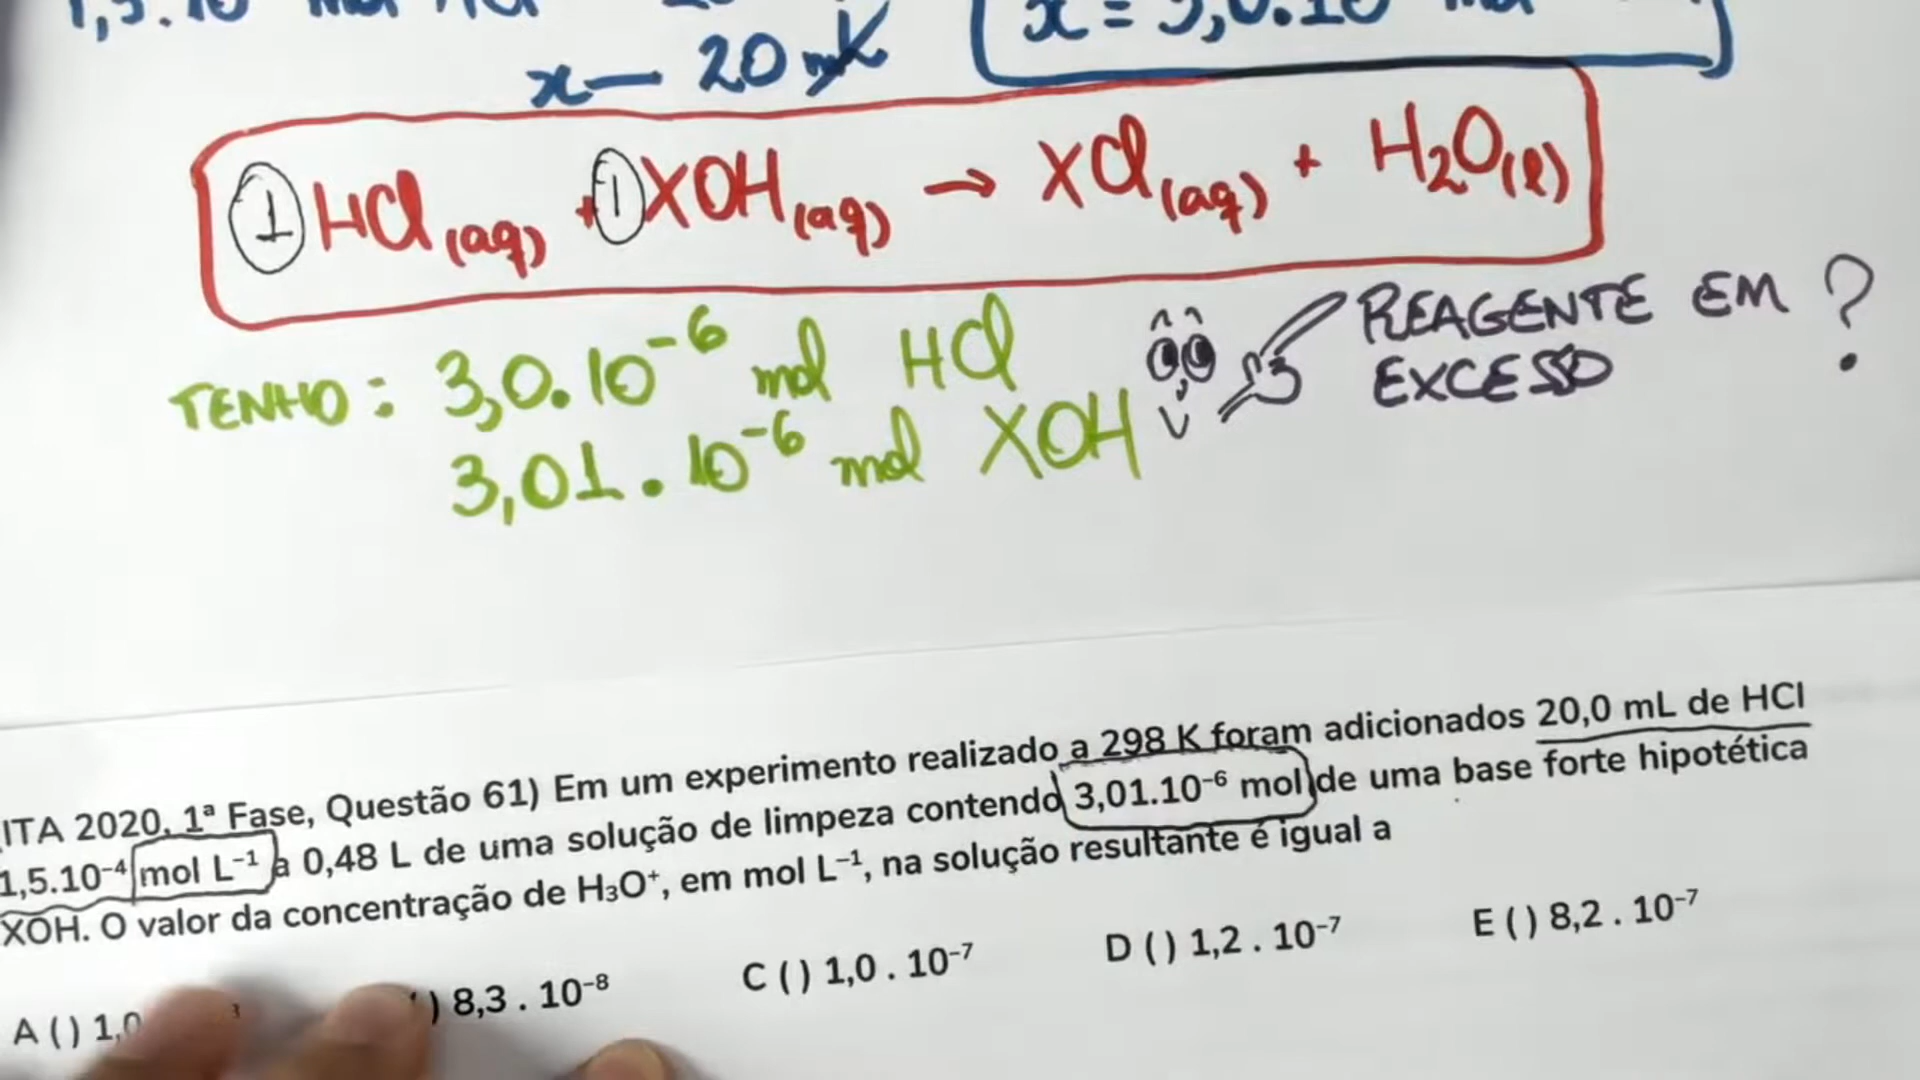 x — 20 mL
1 HCl(aq) + 1 XOH(aq) → XCl(aq) + H₂O(l)
TENHO: 3,0.10⁻⁶ mol HCl
3,01.10⁻⁶ mol XOH
REAGENTE EM
EXCESSO ?
ITA 2020, 1ª Fase, Questão 61) Em um experimento realizado a 298 K foram adicionados 20,0 mL de HCl
1,5.10⁻⁴ mol L⁻¹ a 0,48 L de uma solução de limpeza contendo 3,01.10⁻⁶ mol de uma base forte hipotética
XOH. O valor da concentração de H₃O⁺, em mol L⁻¹, na solução resultante é igual a
A ( ) 1,0
) 8,3 . 10⁻⁸
C ( ) 1,0 . 10⁻⁷
D ( ) 1,2 . 10⁻⁷
E ( ) 8,2 . 10⁻⁷